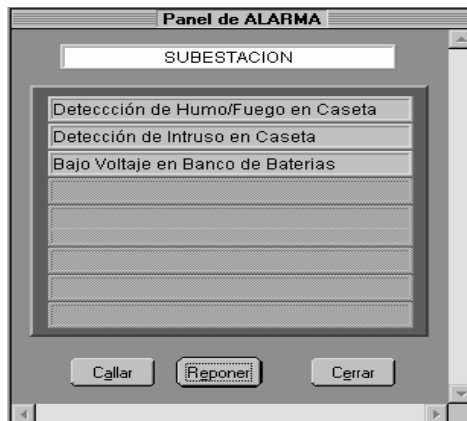 Panel de ALARMA
SUBESTACION
Deteccción de Humo/Fuego en Caseta
Detección de Intruso en Caseta
Bajo Voltaje en Banco de Baterias
Callar Reponer Cerrar